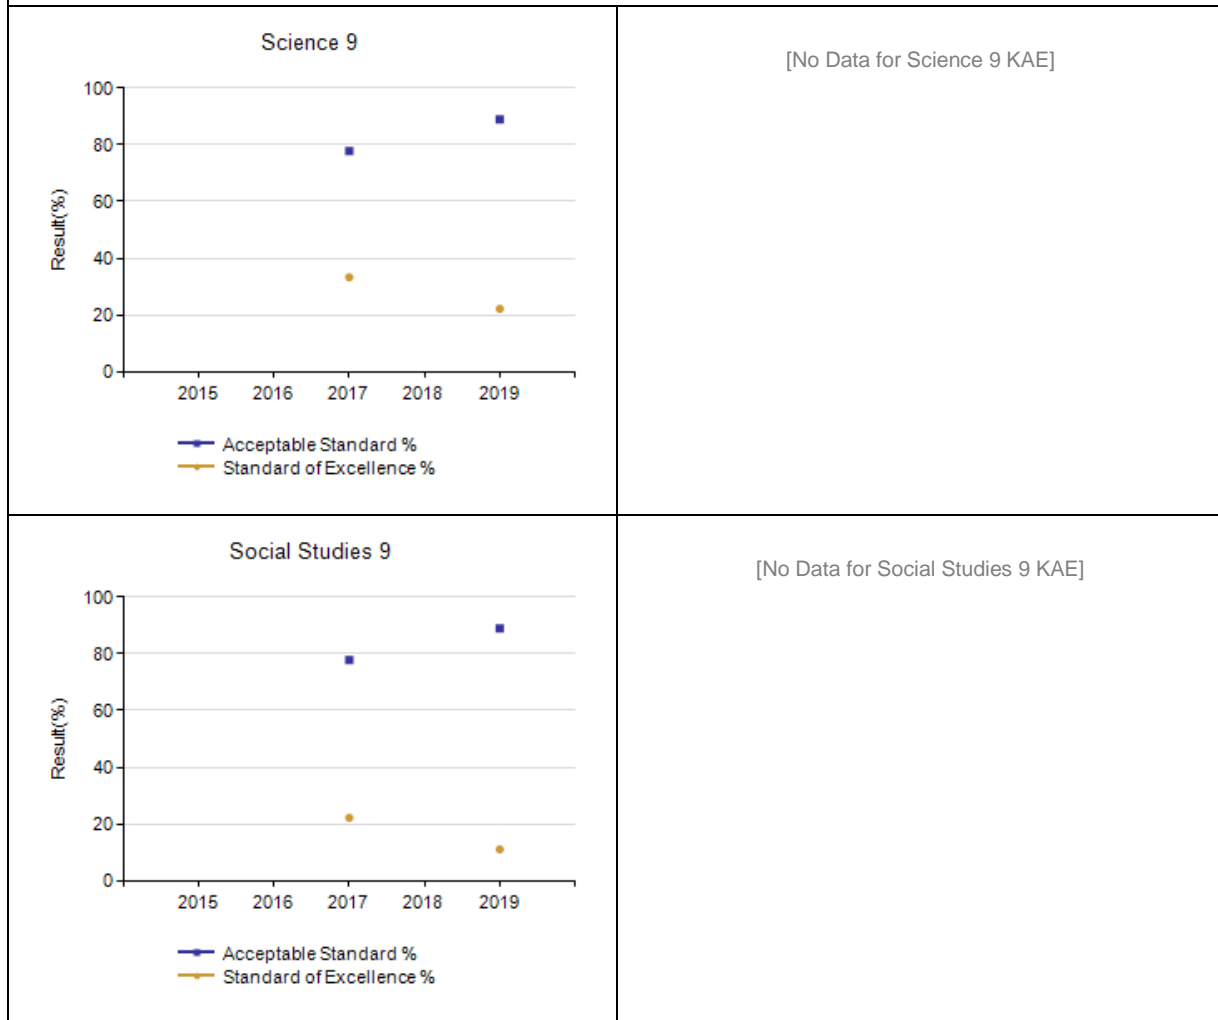 Science 9
[No Data for Science 9 KAE]
100
80
60
40
20
0
Result(%)
2015 2016 2017 2018 2019
Acceptable Standard %
Standard of Excellence %
Social Studies 9
[No Data for Social Studies 9 KAE]
100
80
60
40
20
0
Result(%)
2015 2016 2017 2018 2019
Acceptable Standard %
Standard of Excellence %